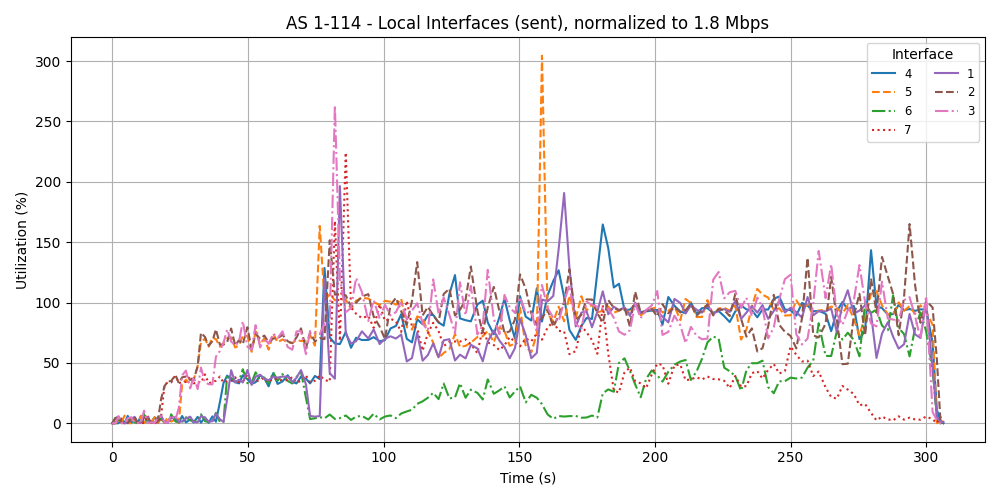 AS 1-114 - Local Interfaces (sent), normalized to 1.8 Mbps
Utilization (%)
300
250
200
150
100
50
0
0 50 100 150 200 250 300
Time (s)
Interface
4 1
5 2
6 3
7